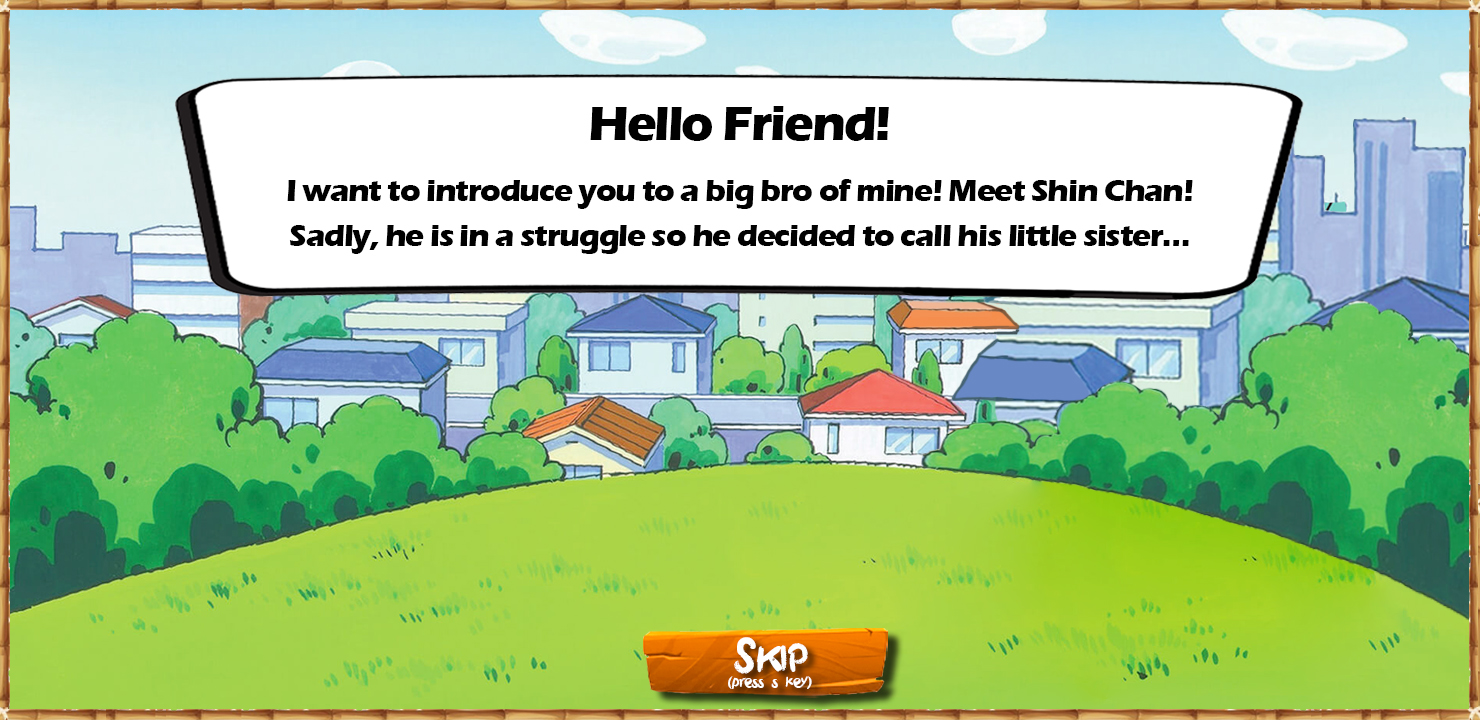 Hello Friend!
I want to introduce you to a big bro of mine! Meet Shin Chan!
Sadly, he is in a struggle so he decided to call his little sister...
SKIP
(press s key)